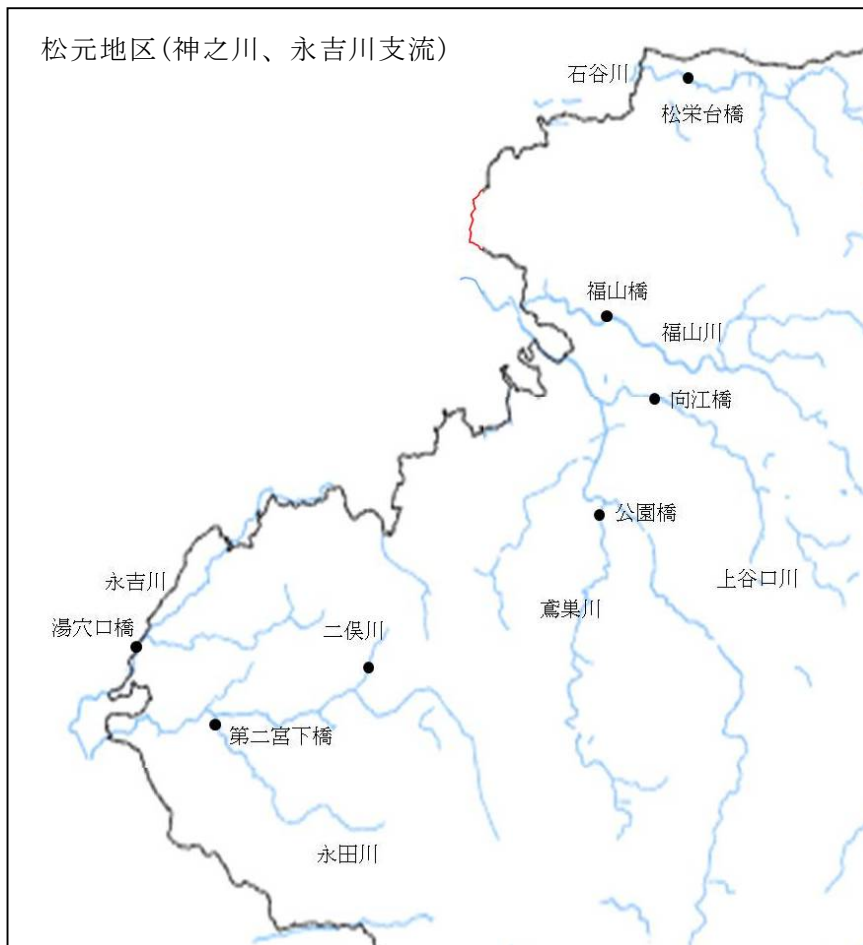 松元地区(神之川、永吉川支流)
石谷川
松栄台橋
福山橋
福山川
向江橋
公園橋
上谷口川
永吉川
鳶巣川
湯穴口橋
二俣川
第二宮下橋
永田川